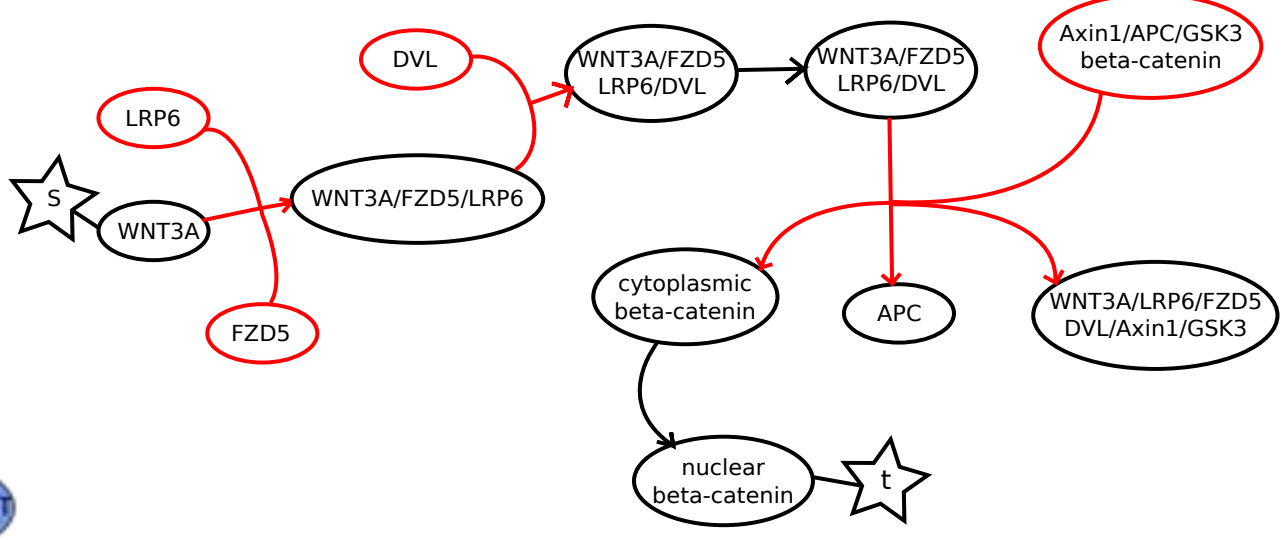 Axin1/APC/GSK3
beta-catenin
DVL
WNT3A/FZD5
LRP6/DVL
WNT3A/FZD5
LRP6/DVL
LRP6
S
WNT3A
WNT3A/FZD5/LRP6
FZD5
cytoplasmic
beta-catenin
APC
WNT3A/LRP6/FZD5
DVL/Axin1/GSK3
nuclear
beta-catenin
t
T